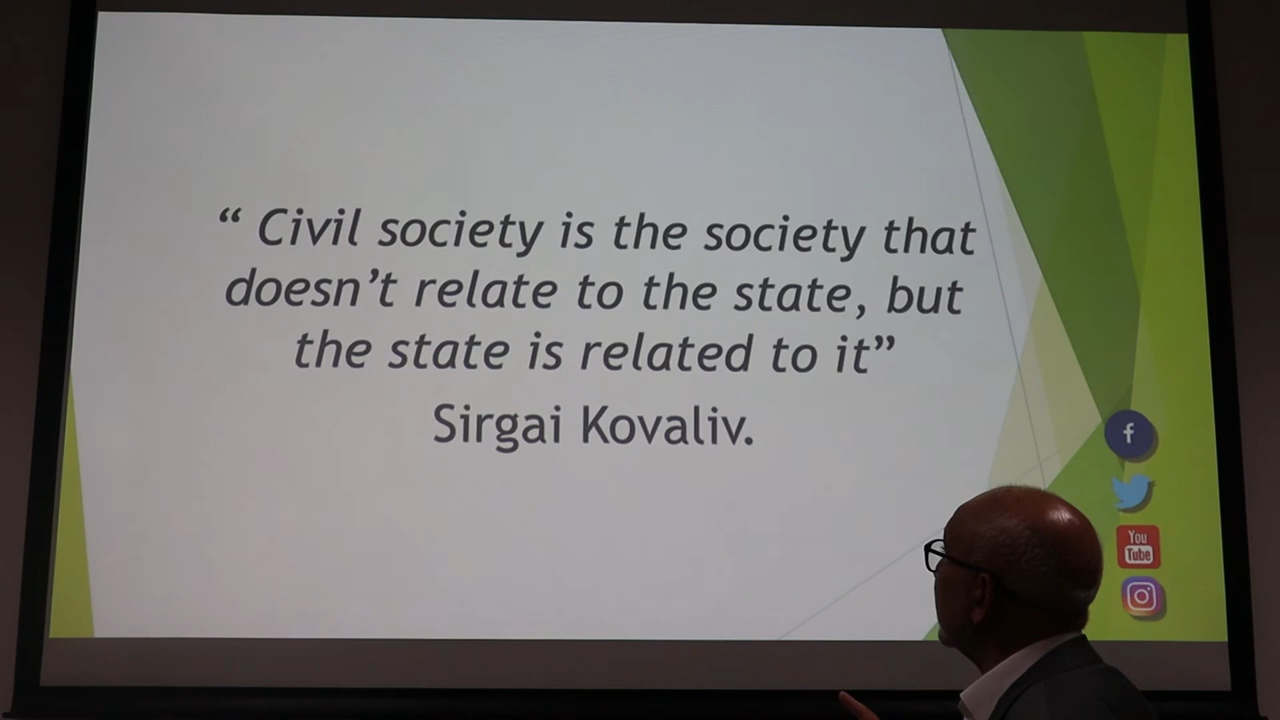 “ Civil society is the society that
doesn’t relate to the state, but
the state is related to it”
Sirgai Kovaliv.
f
You
Tube